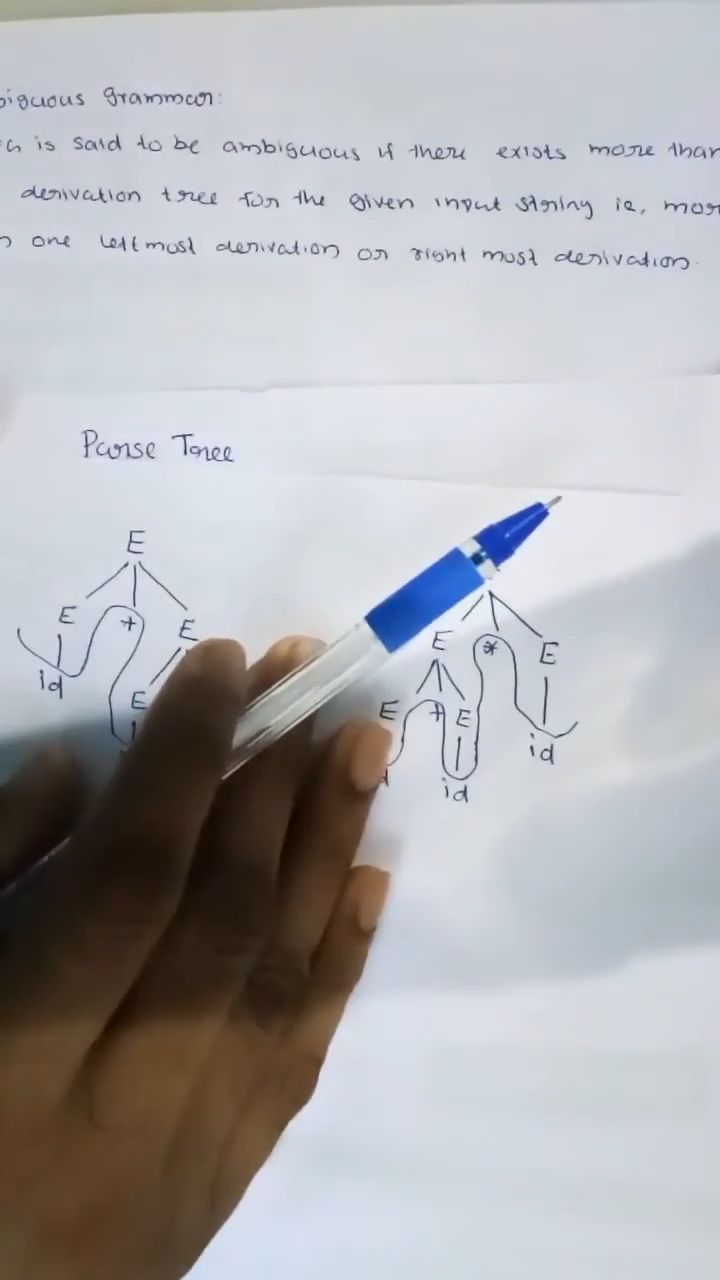 biguous Grammar:
G is said to be ambiguous if there exists more than
derivation tree for the given input string ie, more
n one leftmost derivation or right most derivation.
Parse Tree
E
E + E E * E
id E E + E id
id